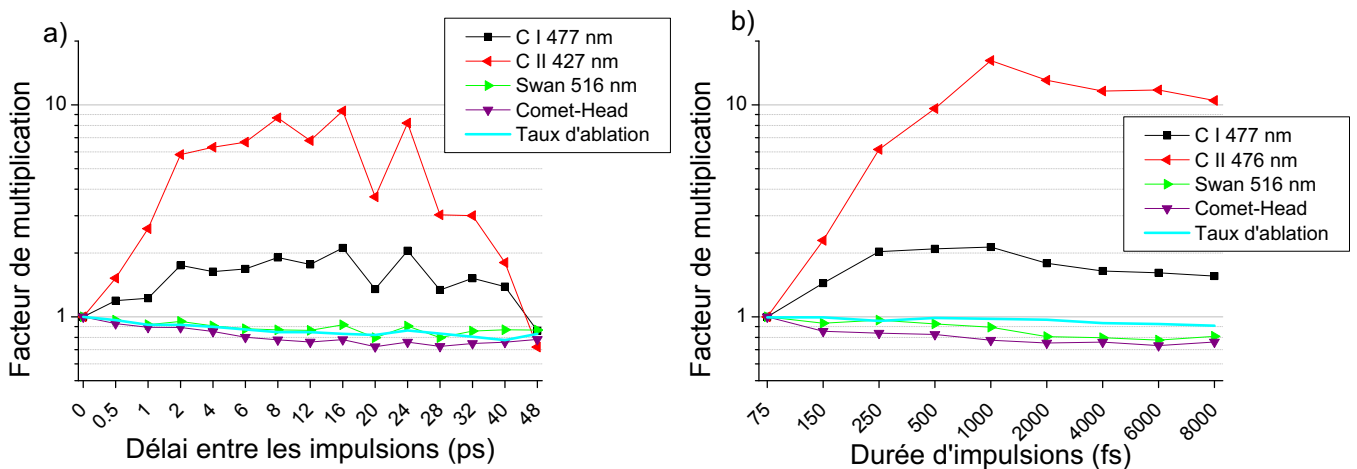 a)
C I 477 nm
C II 427 nm
Swan 516 nm
Comet-Head
Taux d'ablation
Facteur de multiplication
10
1
0
0.5
1
2
4
6
8
12
16
20
24
28
32
40
48
Délai entre les impulsions (ps)
b)
C I 477 nm
C II 476 nm
Swan 516 nm
Comet-Head
Taux d'ablation
Facteur de multiplication
10
1
75
150
250
500
1000
2000
4000
6000
8000
Durée d'impulsions (fs)